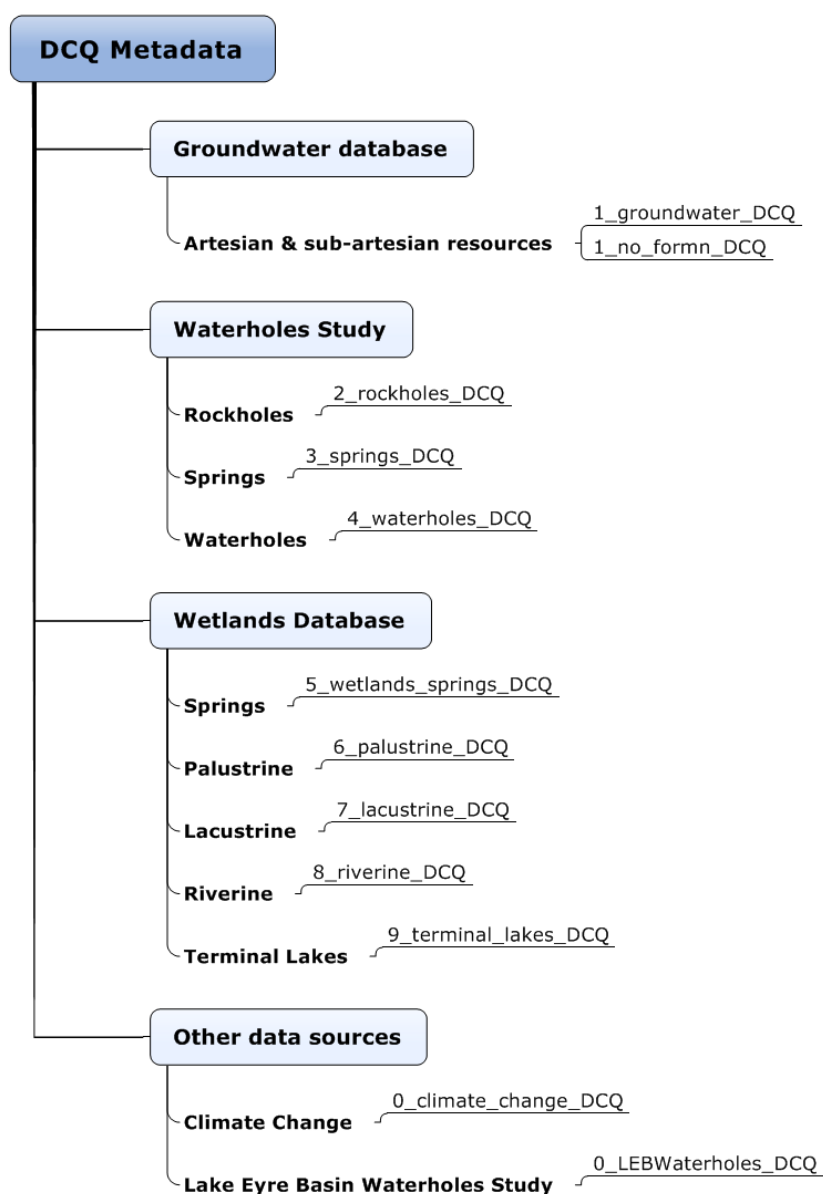 DCQ Metadata
Groundwater database
Artesian & sub-artesian resources
1_groundwater_DCQ
1_no_formn_DCQ
Waterholes Study
Rockholes
2_rockholes_DCQ
Springs
3_springs_DCQ
Waterholes
4_waterholes_DCQ
Wetlands Database
Springs
5_wetlands_springs_DCQ
Palustrine
6_palustrine_DCQ
Lacustrine
7_lacustrine_DCQ
Riverine
8_riverine_DCQ
Terminal Lakes
9_terminal_lakes_DCQ
Other data sources
Climate Change
0_climate_change_DCQ
Lake Eyre Basin Waterholes Study
0_LEBWaterholes_DCQ